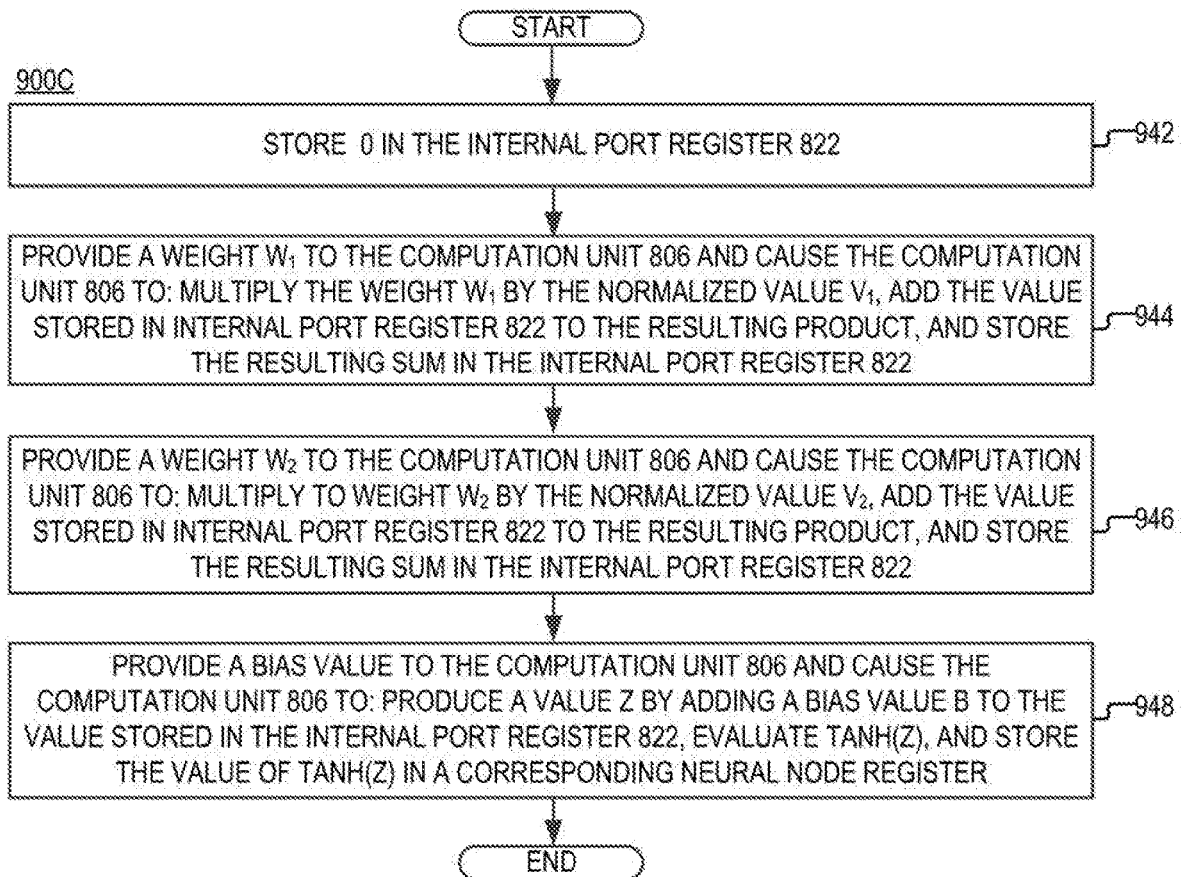 START
900C
STORE 0 IN THE INTERNAL PORT REGISTER 822
942
PROVIDE A WEIGHT W₁ TO THE COMPUTATION UNIT 806 AND CAUSE THE COMPUTATION
UNIT 806 TO: MULTIPLY THE WEIGHT W₁ BY THE NORMALIZED VALUE V₁, ADD THE VALUE
STORED IN INTERNAL PORT REGISTER 822 TO THE RESULTING PRODUCT, AND STORE
THE RESULTING SUM IN THE INTERNAL PORT REGISTER 822
944
PROVIDE A WEIGHT W₂ TO THE COMPUTATION UNIT 806 AND CAUSE THE COMPUTATION
UNIT 806 TO: MULTIPLY TO WEIGHT W₂ BY THE NORMALIZED VALUE V₂, ADD THE VALUE
STORED IN INTERNAL PORT REGISTER 822 TO THE RESULTING PRODUCT, AND STORE
THE RESULTING SUM IN THE INTERNAL PORT REGISTER 822
946
PROVIDE A BIAS VALUE TO THE COMPUTATION UNIT 806 AND CAUSE THE
COMPUTATION UNIT 806 TO: PRODUCE A VALUE Z BY ADDING A BIAS VALUE B TO THE
VALUE STORED IN THE INTERNAL PORT REGISTER 822, EVALUATE TANH(Z), AND STORE
THE VALUE OF TANH(Z) IN A CORRESPONDING NEURAL NODE REGISTER
948
END